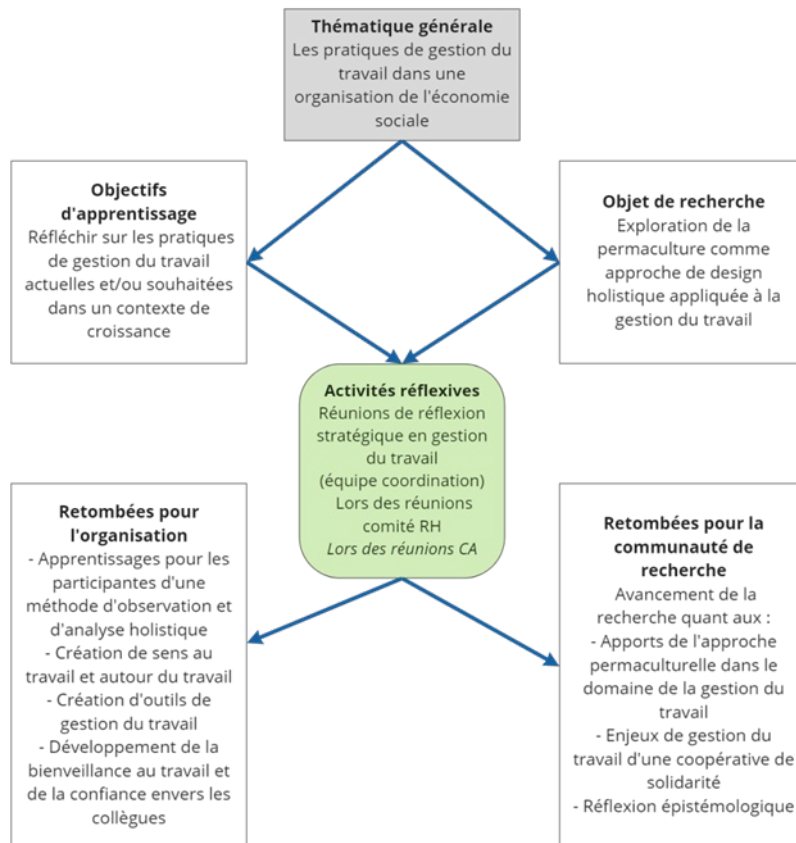 Thématique générale
Les pratiques de gestion du
travail dans une
organisation de l'économie
sociale
Objectifs
d'apprentissage
Réfléchir sur les pratiques
de gestion du travail
actuelles et/ou souhaitées
dans un contexte de
croissance
Objet de recherche
Exploration de la
permaculture comme
approche de design
holistique appliquée à la
gestion du travail
Activités réflexives
Réunions de réflexion
stratégique en gestion
du travail
(équipe coordination)
Lors des réunions
comité RH
Lors des réunions CA
Retombées pour
l'organisation
- Apprentissages pour les
participantes d'une
méthode d'observation et
d'analyse holistique
- Création de sens au
travail et autour du travail
- Création d'outils de
gestion du travail
- Développement de la
bienveillance au travail et
de la confiance envers les
collègues
Retombées pour la
communauté de
recherche
Avancement de la
recherche quant aux :
- Apports de l'approche
permaculturelle dans le
domaine de la gestion du
travail
- Enjeux de gestion du
travail d'une coopérative de
solidarité
- Réflexion épistémologique